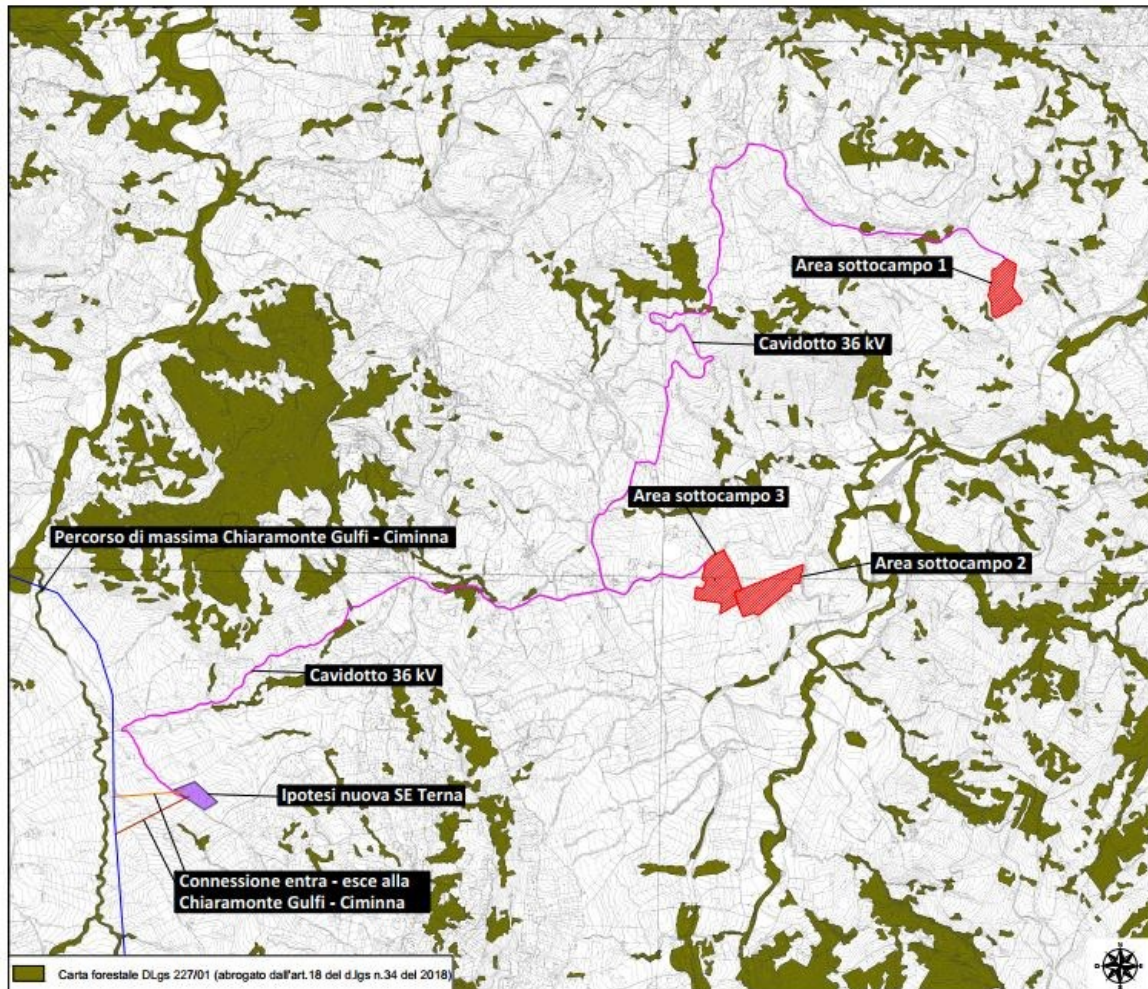 Area sottocampo 1
Cavidotto 36 kV
Area sottocampo 3
Percorso di massima Chiaramonte Gulfi - Ciminna
Area sottocampo 2
Cavidotto 36 kV
Ipotesi nuova SE Terna
Connessione entra - esce alla
Chiaramonte Gulfi - Ciminna
Carta forestale DLgs 227/01 (abrogato dall'art.18 del d.lgs n.34 del 2018)